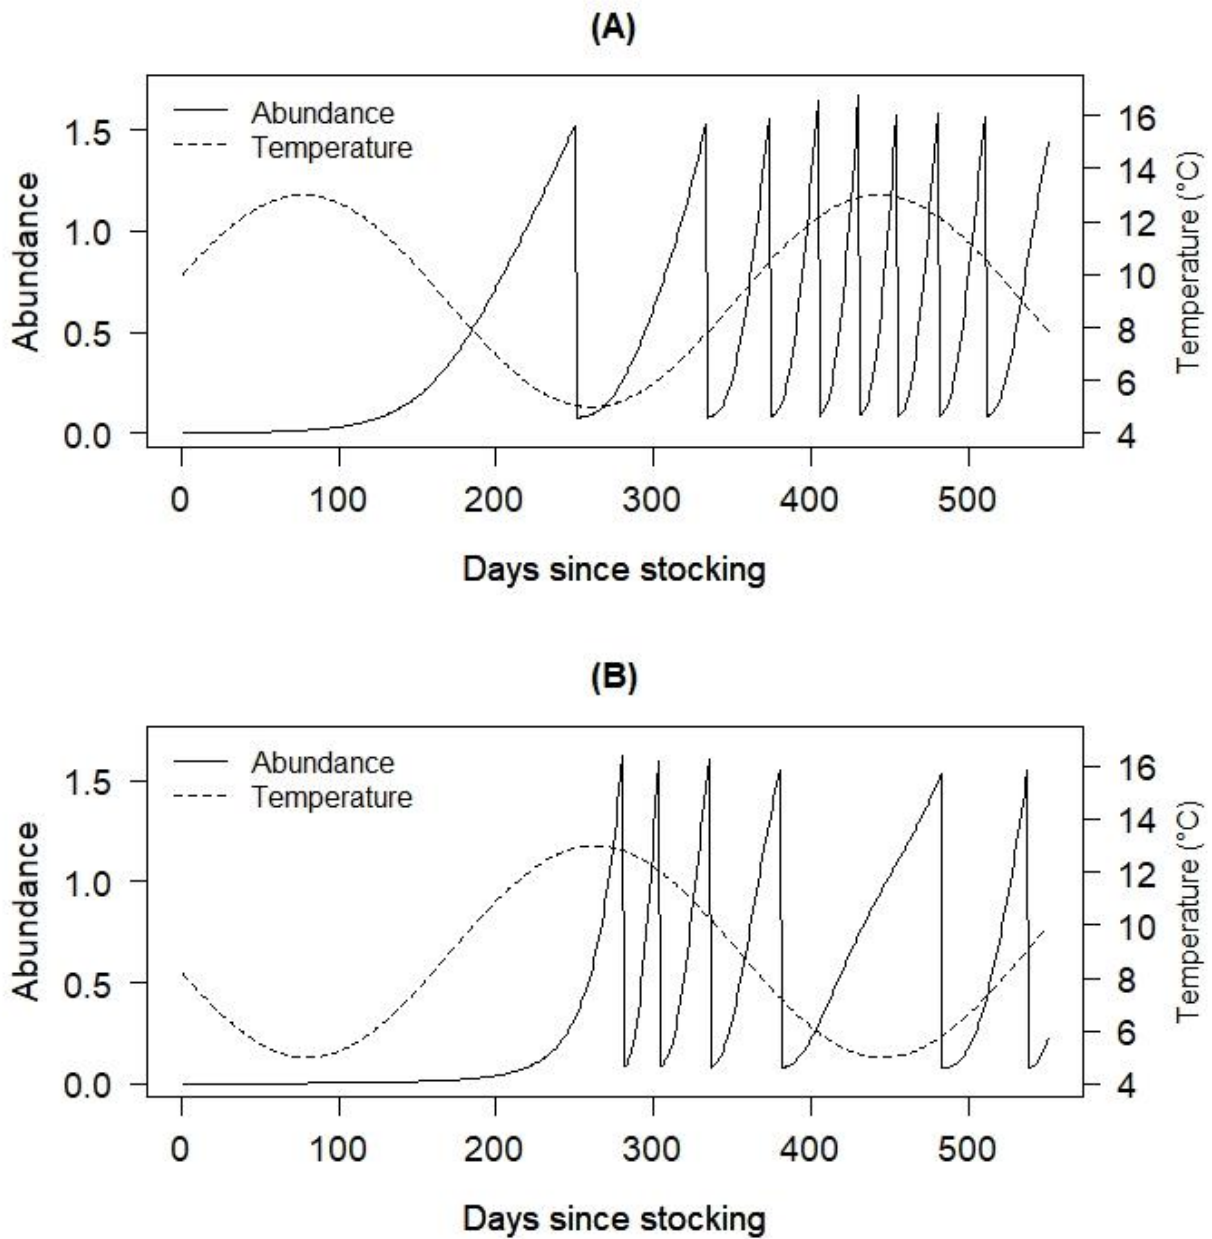 (A)
Abundance
Temperature
Abundance
0.0
0.5
1.0
1.5
4
6
8
10
12
14
16
Temperature (°C)
0 100 200 300 400 500
Days since stocking
(B)
Abundance
Temperature
Abundance
0.0
0.5
1.0
1.5
4
6
8
10
12
14
16
Temperature (°C)
0 100 200 300 400 500
Days since stocking